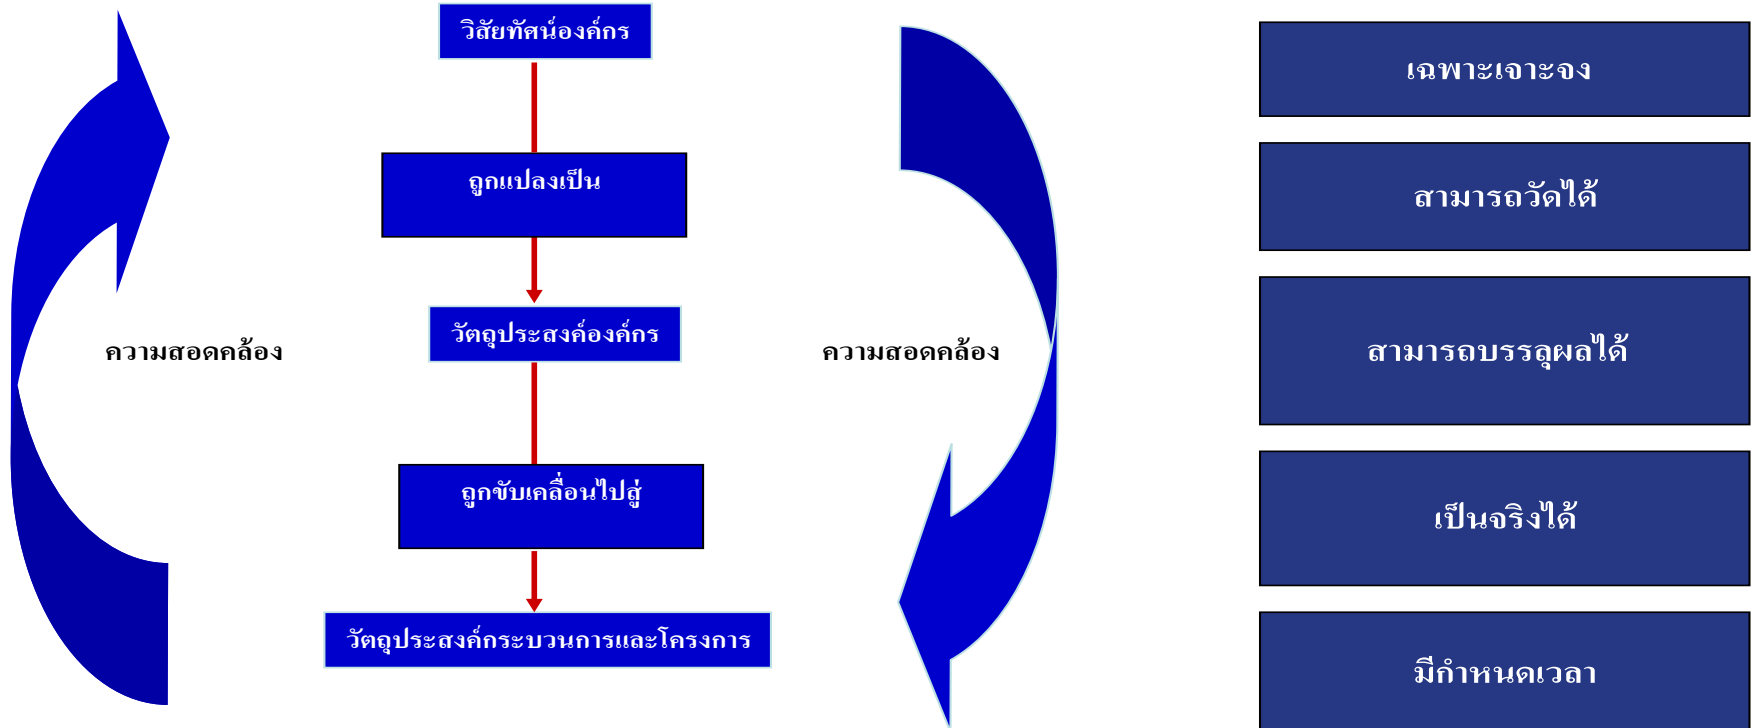 วิสัยทัศน์องค์กร
ถูกแปลงเป็น
วัตถุประสงค์องค์กร
ความสอดคล้อง
ความสอดคล้อง
ถูกขับเคลื่อนไปสู่
วัตถุประสงค์กระบวนการและโครงการ
เฉพาะเจาะจง
สามารถวัดได้
สามารถบรรลุผลได้
เป็นจริงได้
มีกำหนดเวลา